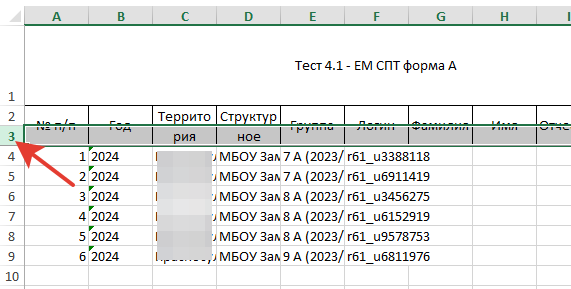 A B C D E F G H
Тест 4.1 - ЕМ СПТ форма А
1
2 Террито Структур
№ п/п Год Группа Логин Фамилия Имя Отче
3 рия ное
4 1 2024 МБОУ Зам 7 А (2023/ r61_u3388118
5 2 2024 МБОУ Зам 7 А (2023/ r61_u6911419
6 3 2024 МБОУ Зам 8 А (2023/ r61_u3456275
7 4 2024 МБОУ Зам 8 А (2023/ r61_u6152919
8 5 2024 МБОУ Зам 8 А (2023/ r61_u9578753
9 6 2024 МБОУ Зам 9 А (2023/ r61_u6811976
10